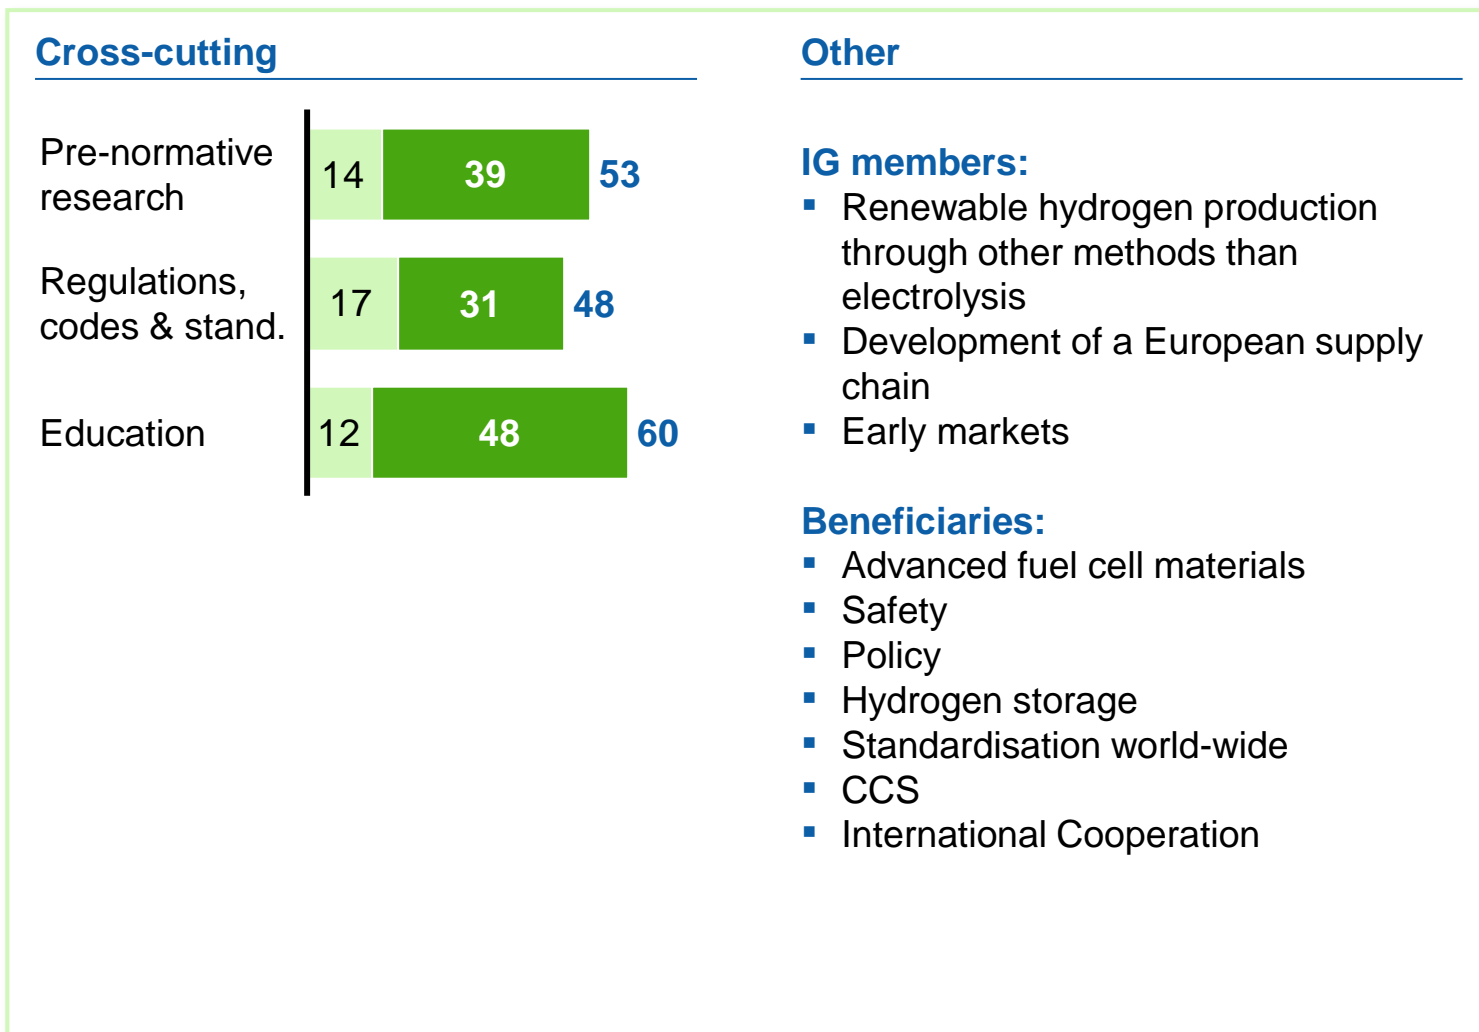 Cross-cutting
Pre-normative
research
14
39
53
Regulations,
codes & stand.
17
31
48
Education
12
48
60
Other
IG members:
▪ Renewable hydrogen production
through other methods than
electrolysis
▪ Development of a European supply
chain
▪ Early markets
Beneficiaries:
▪ Advanced fuel cell materials
▪ Safety
▪ Policy
▪ Hydrogen storage
▪ Standardisation world-wide
▪ CCS
▪ International Cooperation